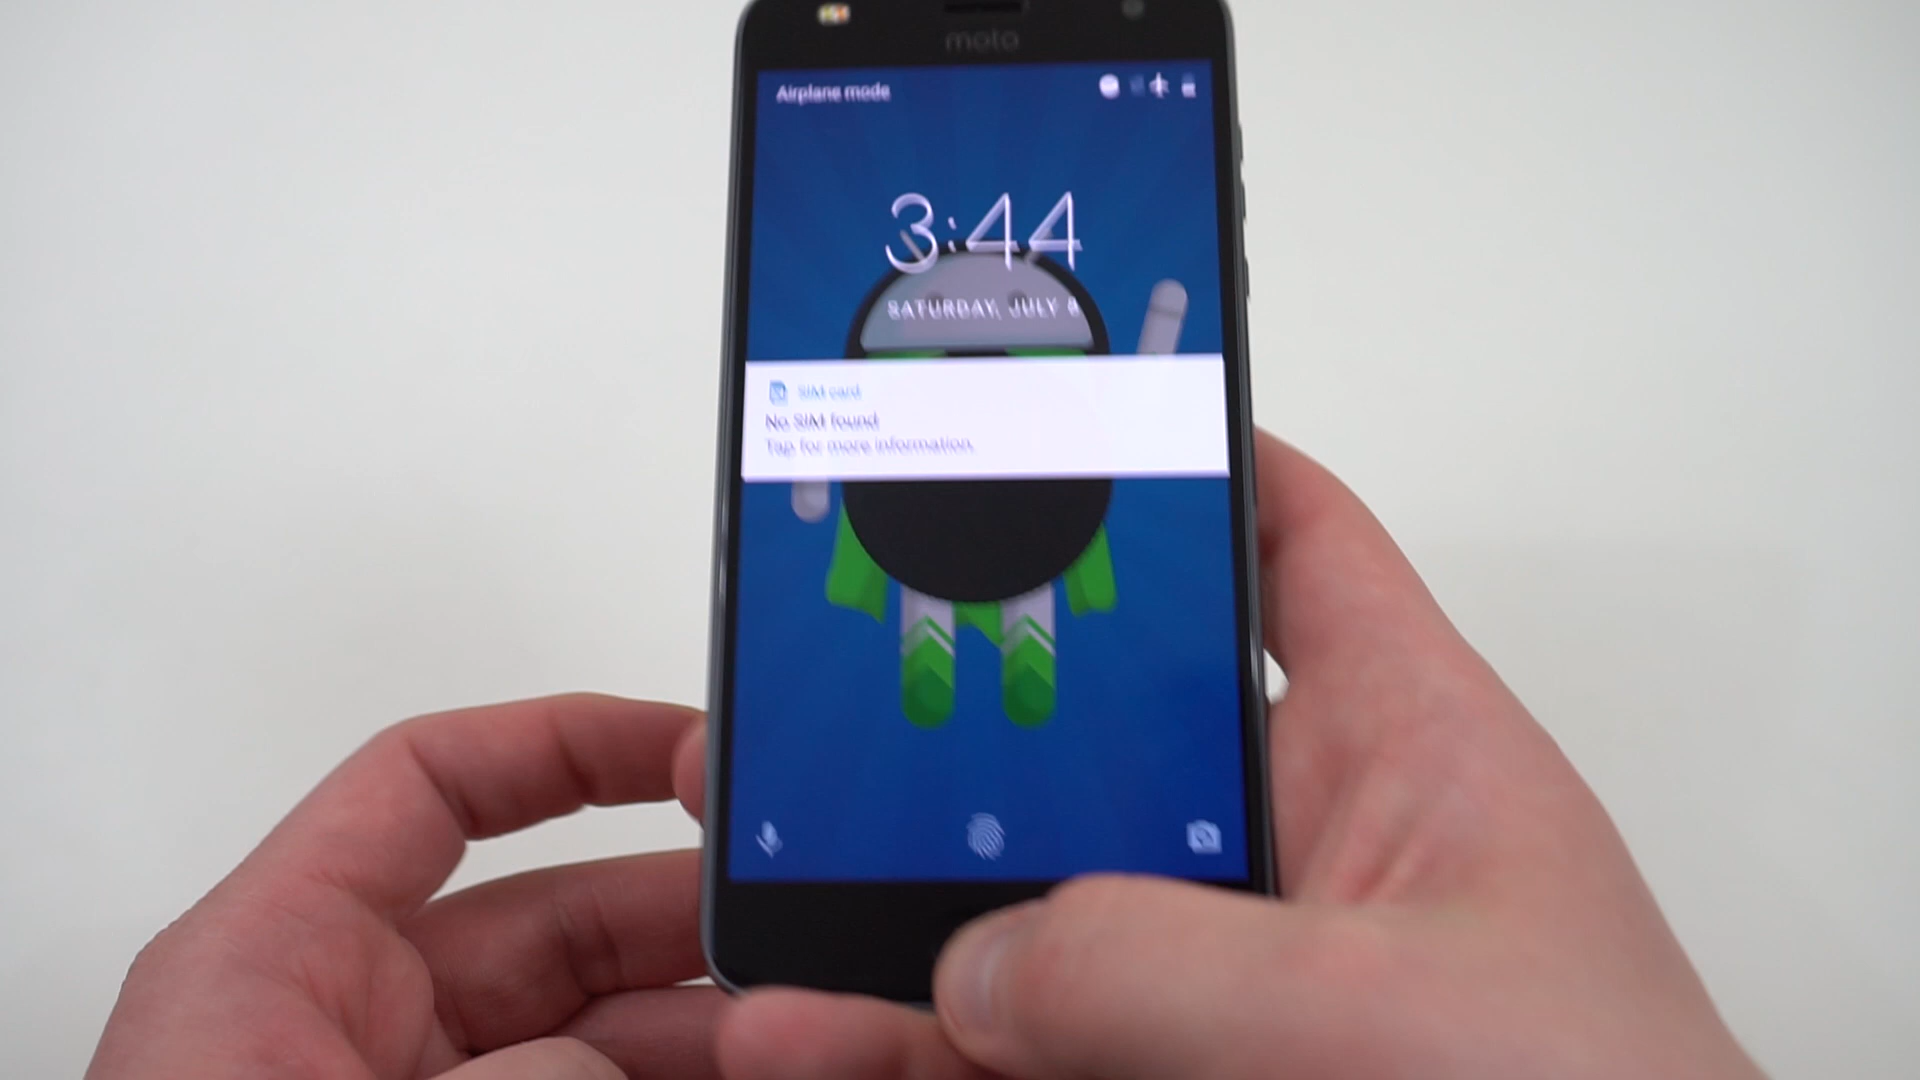 moto
Airplane mode
3:44
SATURDAY, JULY 8
SIM card
No SIM found
Tap for more information.